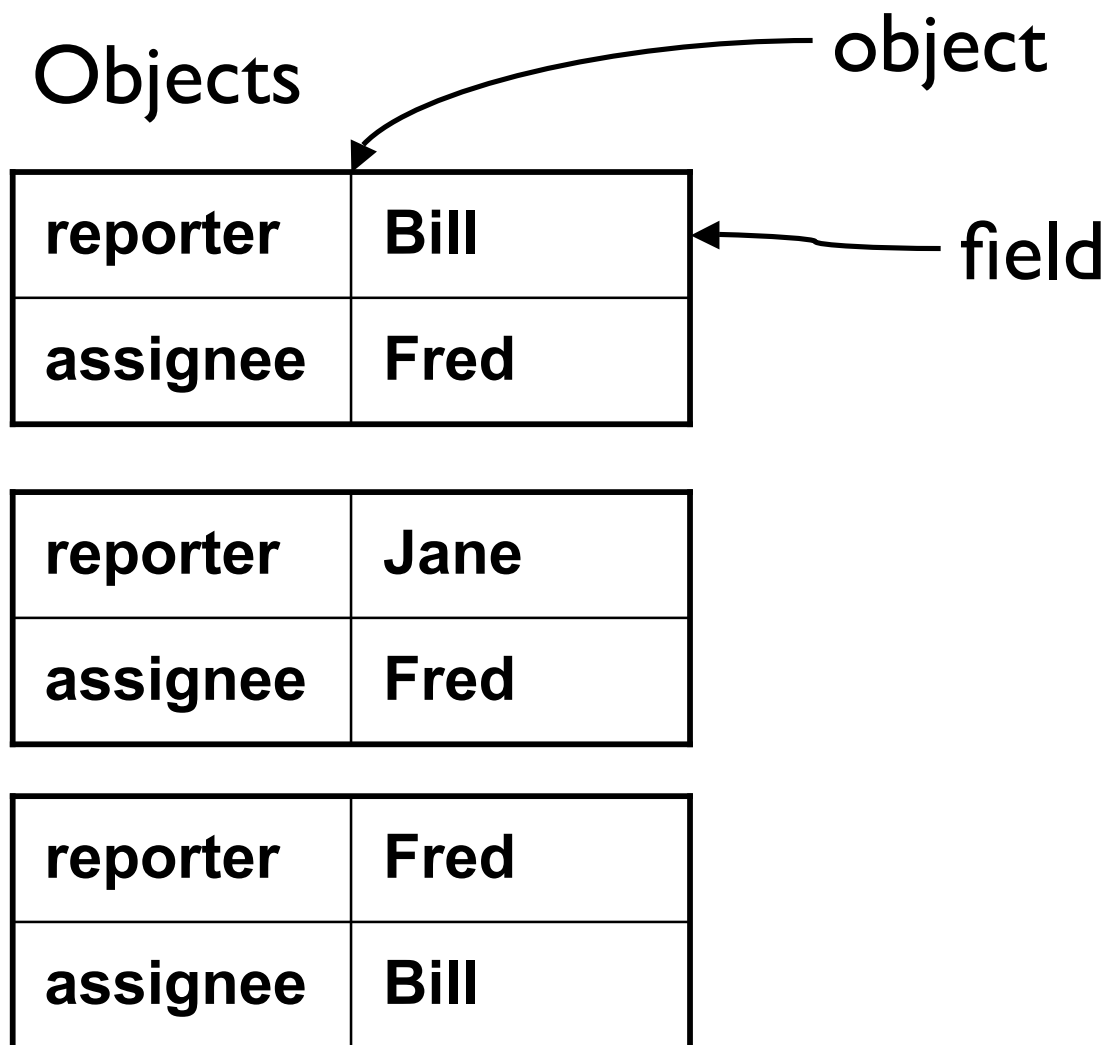 Objects
object
reporter Bill
field
assignee Fred
reporter Jane
assignee Fred
reporter Fred
assignee Bill